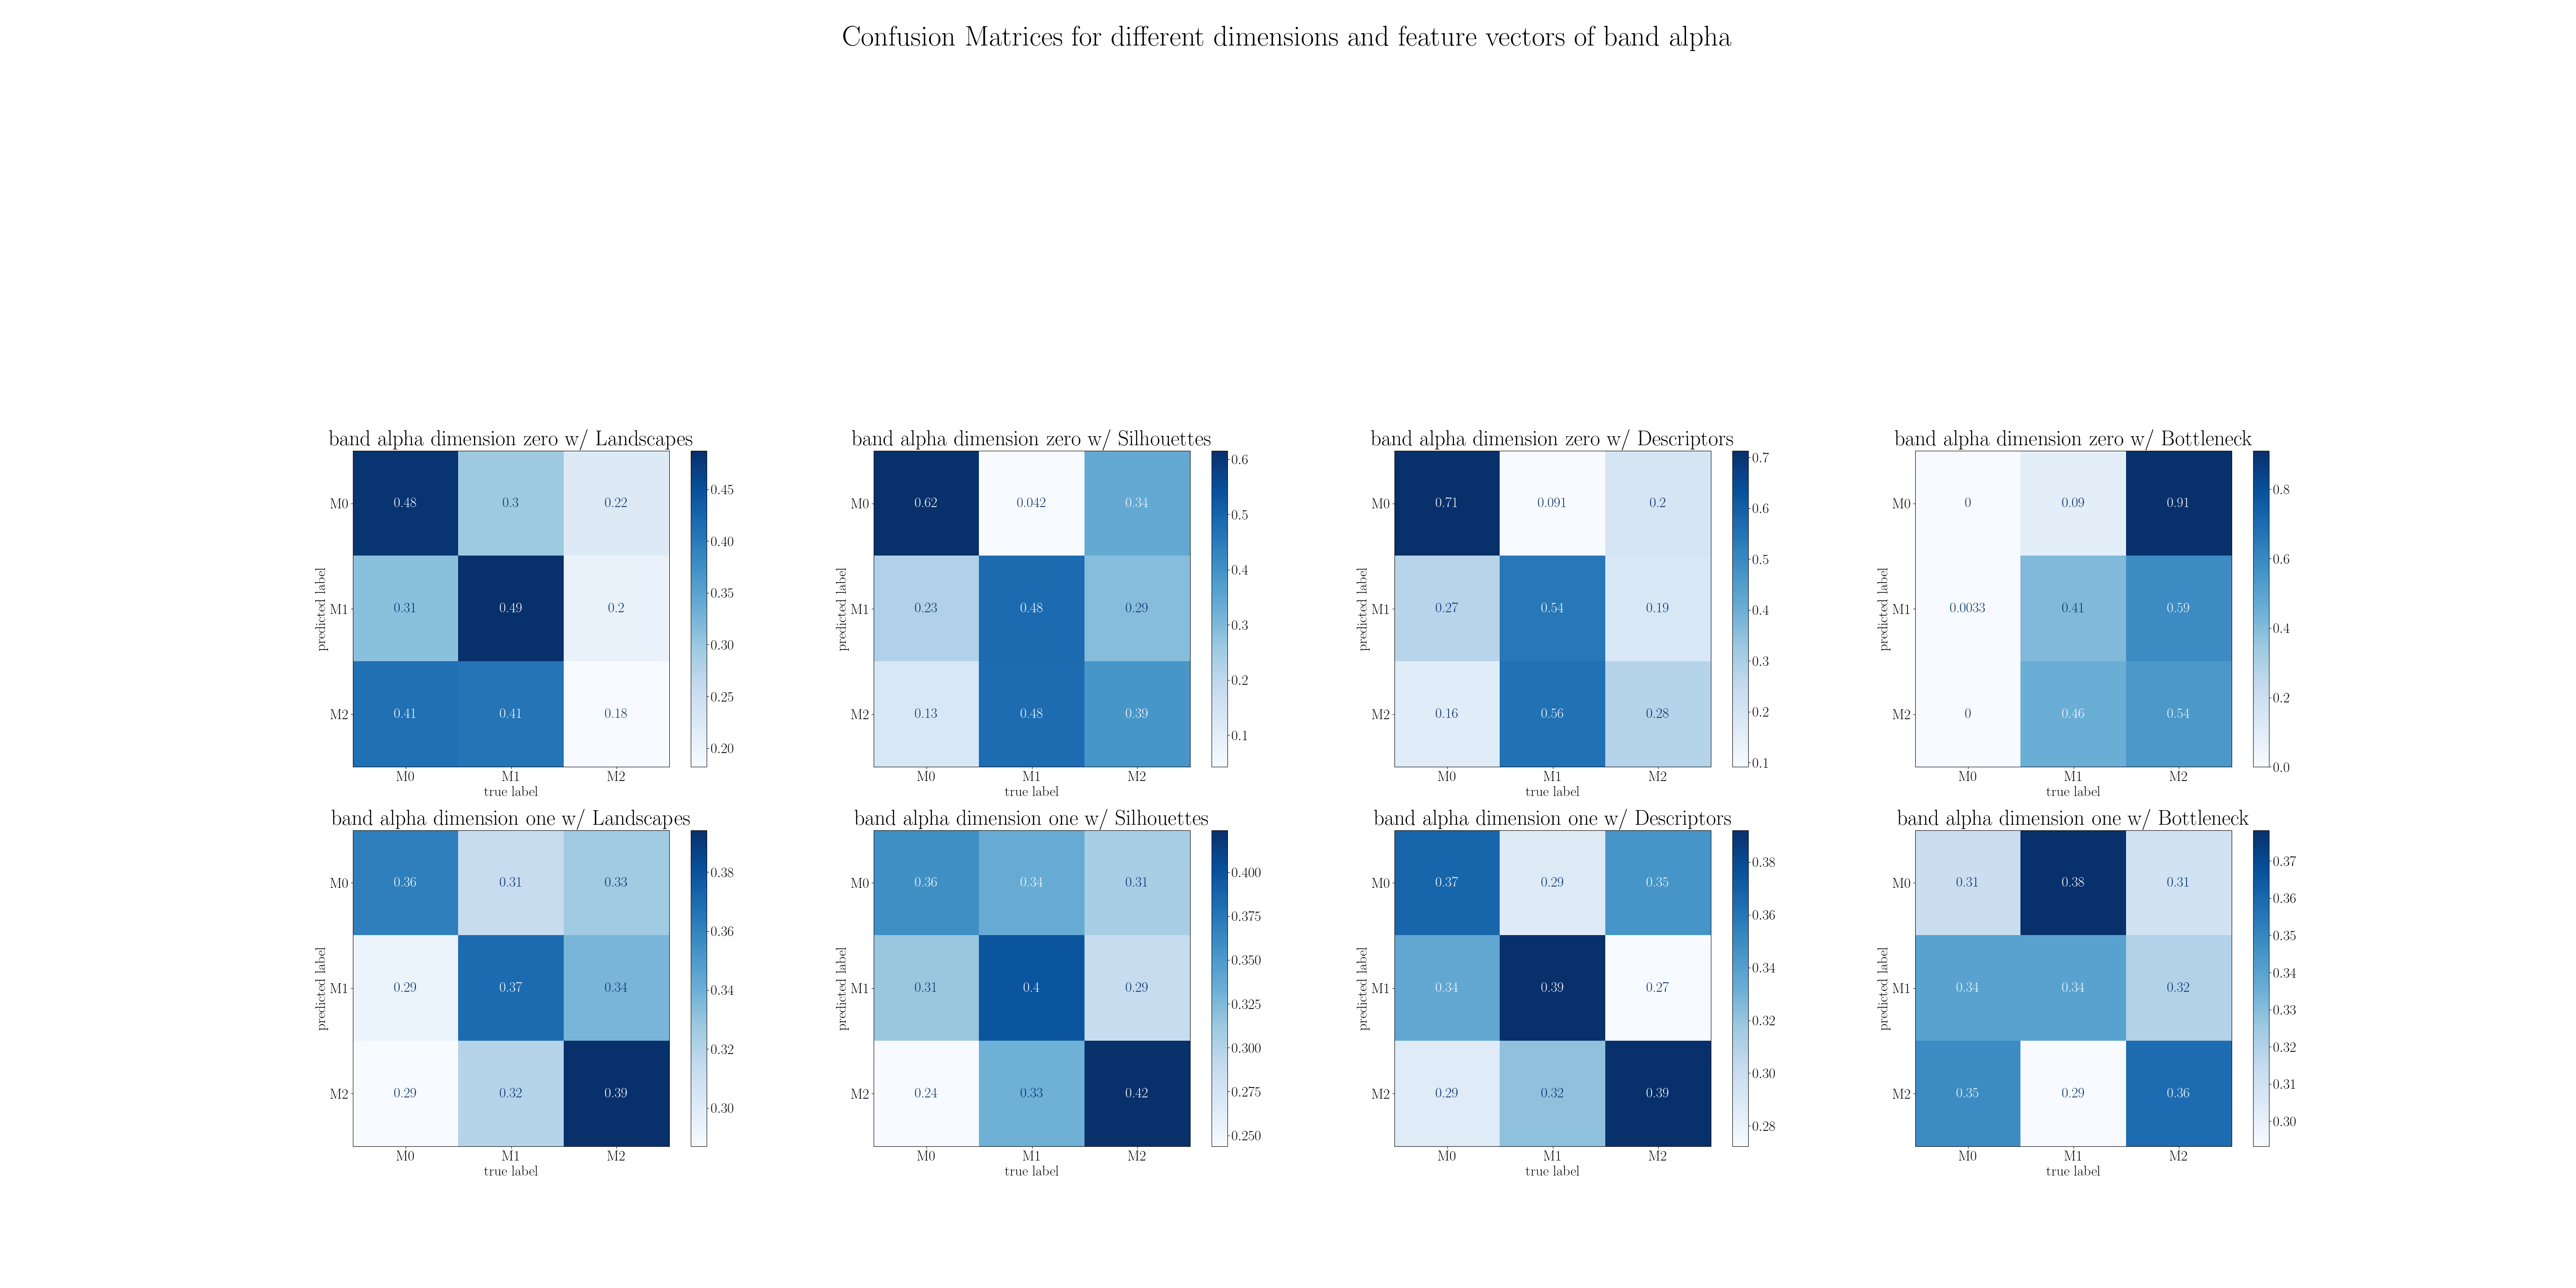 Confusion Matrices for different dimensions and feature vectors of band alpha
band alpha dimension zero w/ Landscapes
predicted label
M0 0.48 0.3 0.22
M1 0.31 0.49 0.2
M2 0.41 0.41 0.18
M0 M1 M2
true label
0.45
0.40
0.35
0.30
0.25
0.20
band alpha dimension zero w/ Silhouettes
predicted label
M0 0.62 0.042 0.34
M1 0.23 0.48 0.29
M2 0.13 0.48 0.39
M0 M1 M2
true label
0.6
0.5
0.4
0.3
0.2
0.1
band alpha dimension zero w/ Descriptors
predicted label
M0 0.71 0.091 0.2
M1 0.27 0.54 0.19
M2 0.16 0.56 0.28
M0 M1 M2
true label
0.7
0.6
0.5
0.4
0.3
0.2
0.1
band alpha dimension zero w/ Bottleneck
predicted label
M0 0 0.09 0.91
M1 0.0033 0.41 0.59
M2 0 0.46 0.54
M0 M1 M2
true label
0.8
0.6
0.4
0.2
0.0
band alpha dimension one w/ Landscapes
predicted label
M0 0.36 0.31 0.33
M1 0.29 0.37 0.34
M2 0.29 0.32 0.39
M0 M1 M2
true label
0.38
0.36
0.34
0.32
0.30
band alpha dimension one w/ Silhouettes
predicted label
M0 0.36 0.34 0.31
M1 0.31 0.4 0.29
M2 0.24 0.33 0.42
M0 M1 M2
true label
0.400
0.375
0.350
0.325
0.300
0.275
0.250
band alpha dimension one w/ Descriptors
predicted label
M0 0.37 0.29 0.35
M1 0.34 0.39 0.27
M2 0.29 0.32 0.39
M0 M1 M2
true label
0.38
0.36
0.34
0.32
0.30
0.28
band alpha dimension one w/ Bottleneck
predicted label
M0 0.31 0.38 0.31
M1 0.34 0.34 0.32
M2 0.35 0.29 0.36
M0 M1 M2
true label
0.37
0.36
0.35
0.34
0.33
0.32
0.31
0.30